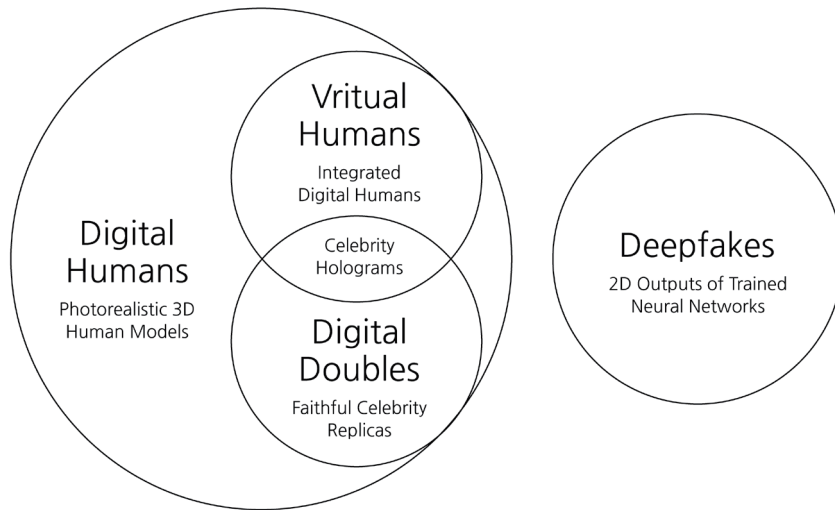 Vritual
Humans
Integrated
Digital Humans
Celebrity
Holograms
Digital
Humans
Photorealistic 3D
Human Models
Digital
Doubles
Faithful Celebrity
Replicas
Deepfakes
2D Outputs of Trained
Neural Networks